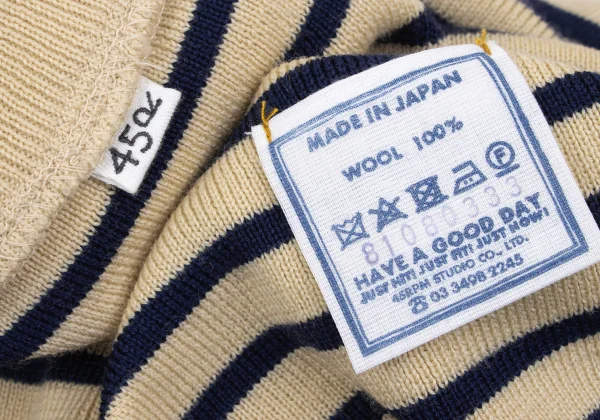 45R
MADE IN JAPAN
WOOL 100%
P
81080333
HAVE A GOOD DAY
JUST HIT! JUST FIT! JUST NOW!
45RPM STUDIO CO., LTD.
☎ 03 3498 2245